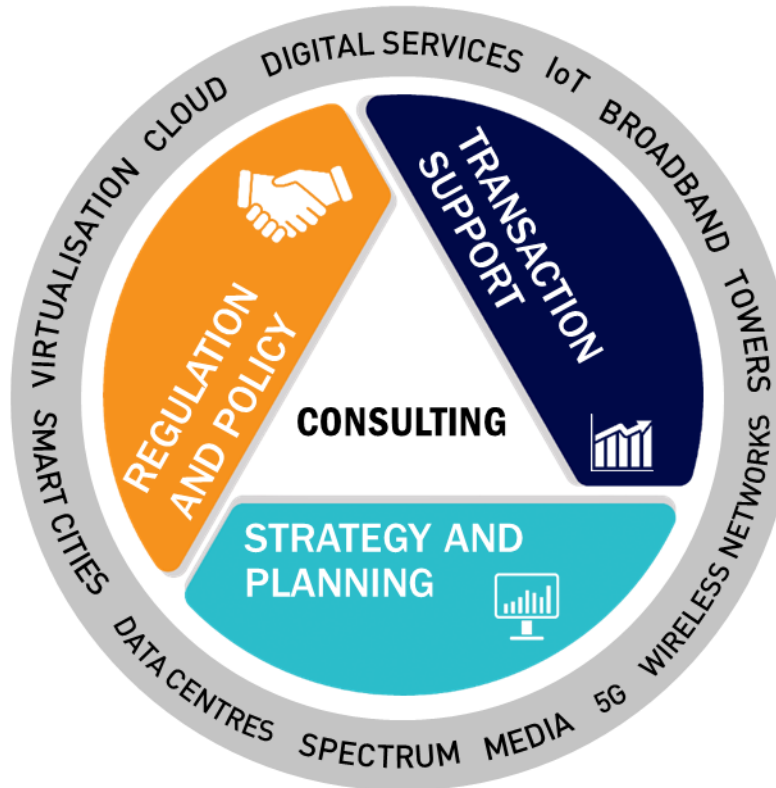 DIGITAL SERVICES
IoT
BROADBAND
TOWERS
WIRELESS NETWORKS
5G
MEDIA
SPECTRUM
DATA CENTRES
SMART CITIES
VIRTUALISATION
CLOUD
REGULATION
AND POLICY
TRANSACTION
SUPPORT
CONSULTING
STRATEGY AND
PLANNING